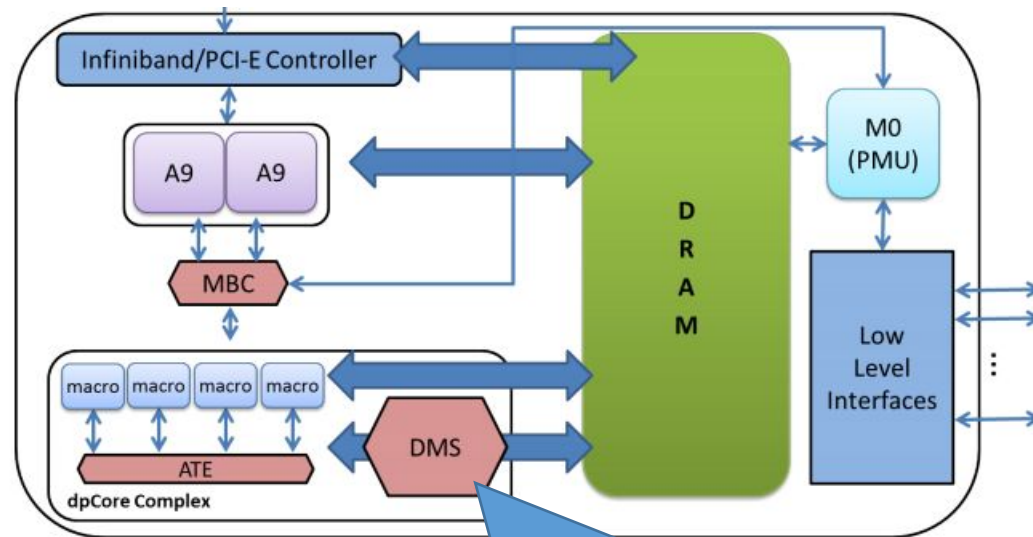 Infiniband/PCI-E Controller
A9 A9
M0
(PMU)
MBC
D
R
A
M
Low
Level
Interfaces
...
macro macro macro macro
DMS
ATE
dpCore Complex